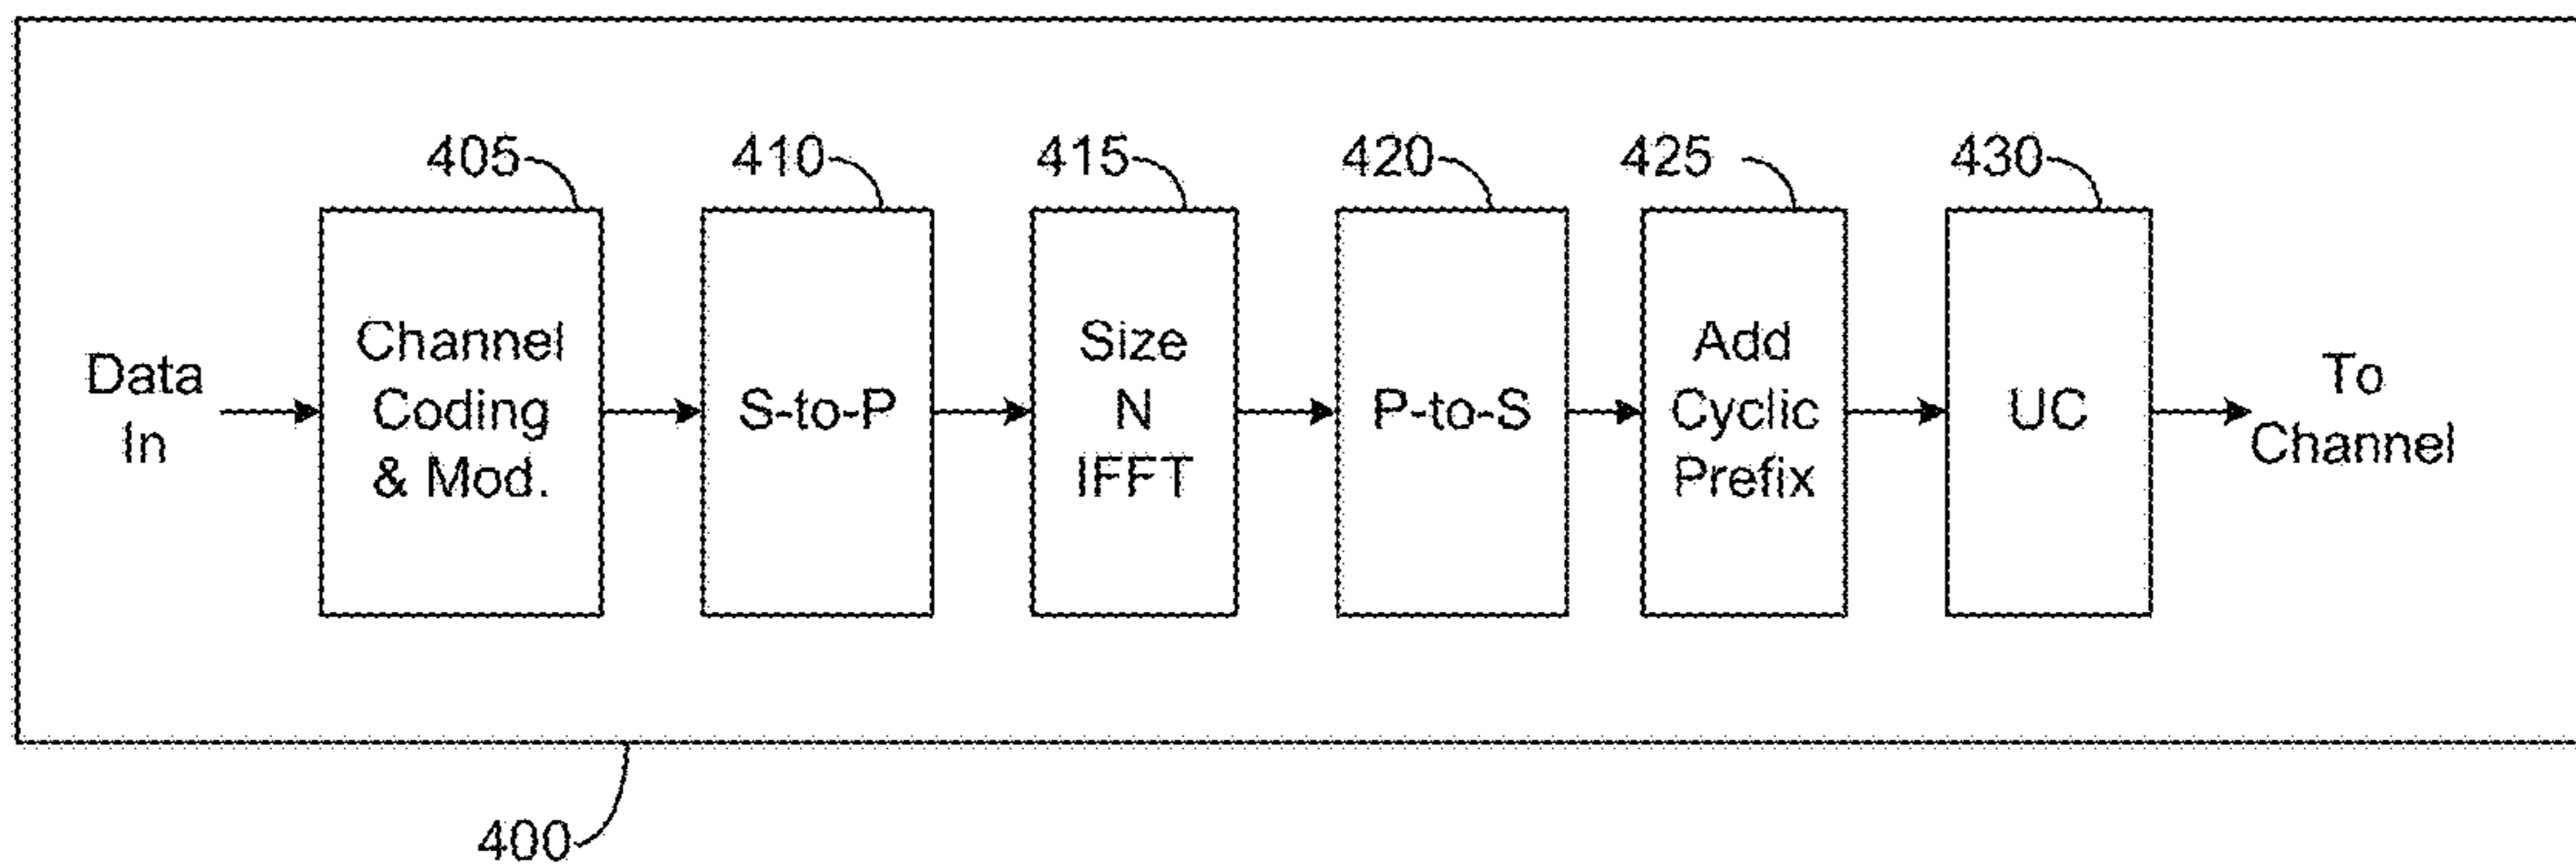 405
410
415
420
425
430
Data
In
Channel
Coding
& Mod.
S-to-P
Size
N
IFFT
P-to-S
Add
Cyclic
Prefix
UC
To
Channel
400